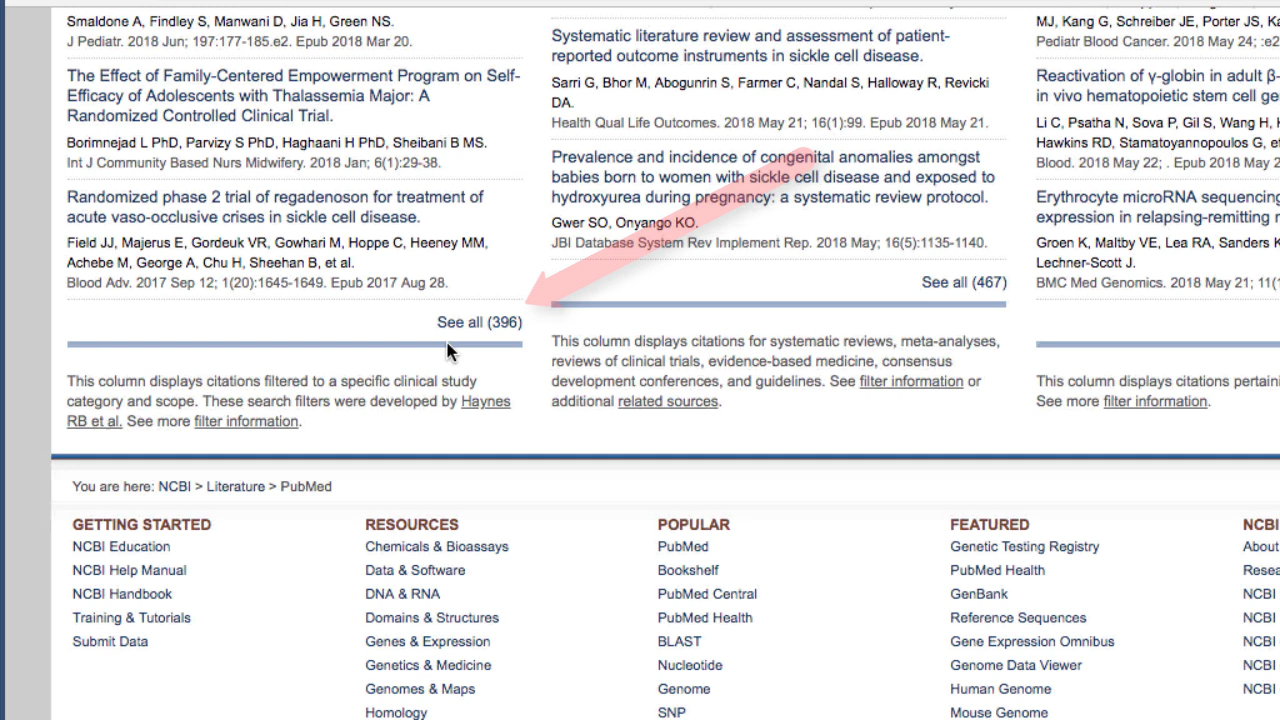 Smaldone A, Findley S, Manwani D, Jia H, Green NS.
J Pediatr. 2018 Jun; 197:177-185.e2. Epub 2018 Mar 20.
The Effect of Family-Centered Empowerment Program on Self-
Efficacy of Adolescents with Thalassemia Major: A
Randomized Controlled Clinical Trial.
Borimnejad L PhD, Parvizy S PhD, Haghaani H PhD, Sheibani B MS.
Int J Community Based Nurs Midwifery. 2018 Jan; 6(1):29-38.
Randomized phase 2 trial of regadenoson for treatment of
acute vaso-occlusive crises in sickle cell disease.
Field JJ, Majerus E, Gordeuk VR, Gowhari M, Hoppe C, Heeney MM,
Achebe M, George A, Chu H, Sheehan B, et al.
Blood Adv. 2017 Sep 12; 1(20):1645-1649. Epub 2017 Aug 28.
See all (396)
This column displays citations filtered to a specific clinical study
category and scope. These search filters were developed by Haynes
RB et al. See more filter information.
Systematic literature review and assessment of patient-
reported outcome instruments in sickle cell disease.
Sarri G, Bhor M, Abogunrin S, Farmer C, Nandal S, Halloway R, Revicki
DA.
Health Qual Life Outcomes. 2018 May 21; 16(1):99. Epub 2018 May 21.
Prevalence and incidence of congenital anomalies amongst
babies born to women with sickle cell disease and exposed to
hydroxyurea during pregnancy: a systematic review protocol.
Gwer SO, Onyango KO.
JBI Database System Rev Implement Rep. 2018 May; 16(5):1135-1140.
See all (467)
This column displays citations for systematic reviews, meta-analyses,
reviews of clinical trials, evidence-based medicine, consensus
development conferences, and guidelines. See filter information or
additional related sources.
MJ, Kang G, Schreiber JE, Porter JS, Ka
Pediatr Blood Cancer. 2018 May 24; :e2
Reactivation of γ-globin in adult β-
in vivo hematopoietic stem cell ge
Li C, Psatha N, Sova P, Gil S, Wang H, K
Hawkins RD, Stamatoyannopoulos G, e
Blood. 2018 May 22; . Epub 2018 May 2
Erythrocyte microRNA sequencing
expression in relapsing-remitting
Groen K, Maltby VE, Lea RA, Sanders K
Lechner-Scott J.
BMC Med Genomics. 2018 May 21; 11(1
This column displays citations pertaini
See more filter information.
You are here: NCBI > Literature > PubMed
GETTING STARTED
NCBI Education
NCBI Help Manual
NCBI Handbook
Training & Tutorials
Submit Data
RESOURCES
Chemicals & Bioassays
Data & Software
DNA & RNA
Domains & Structures
Genes & Expression
Genetics & Medicine
Genomes & Maps
Homology
POPULAR
PubMed
Bookshelf
PubMed Central
PubMed Health
BLAST
Nucleotide
Genome
SNP
FEATURED
Genetic Testing Registry
PubMed Health
GenBank
Reference Sequences
Gene Expression Omnibus
Genome Data Viewer
Human Genome
Mouse Genome
NCBI
About
Resea
NCBI
NCBI
NCBI
NCBI
NCBI